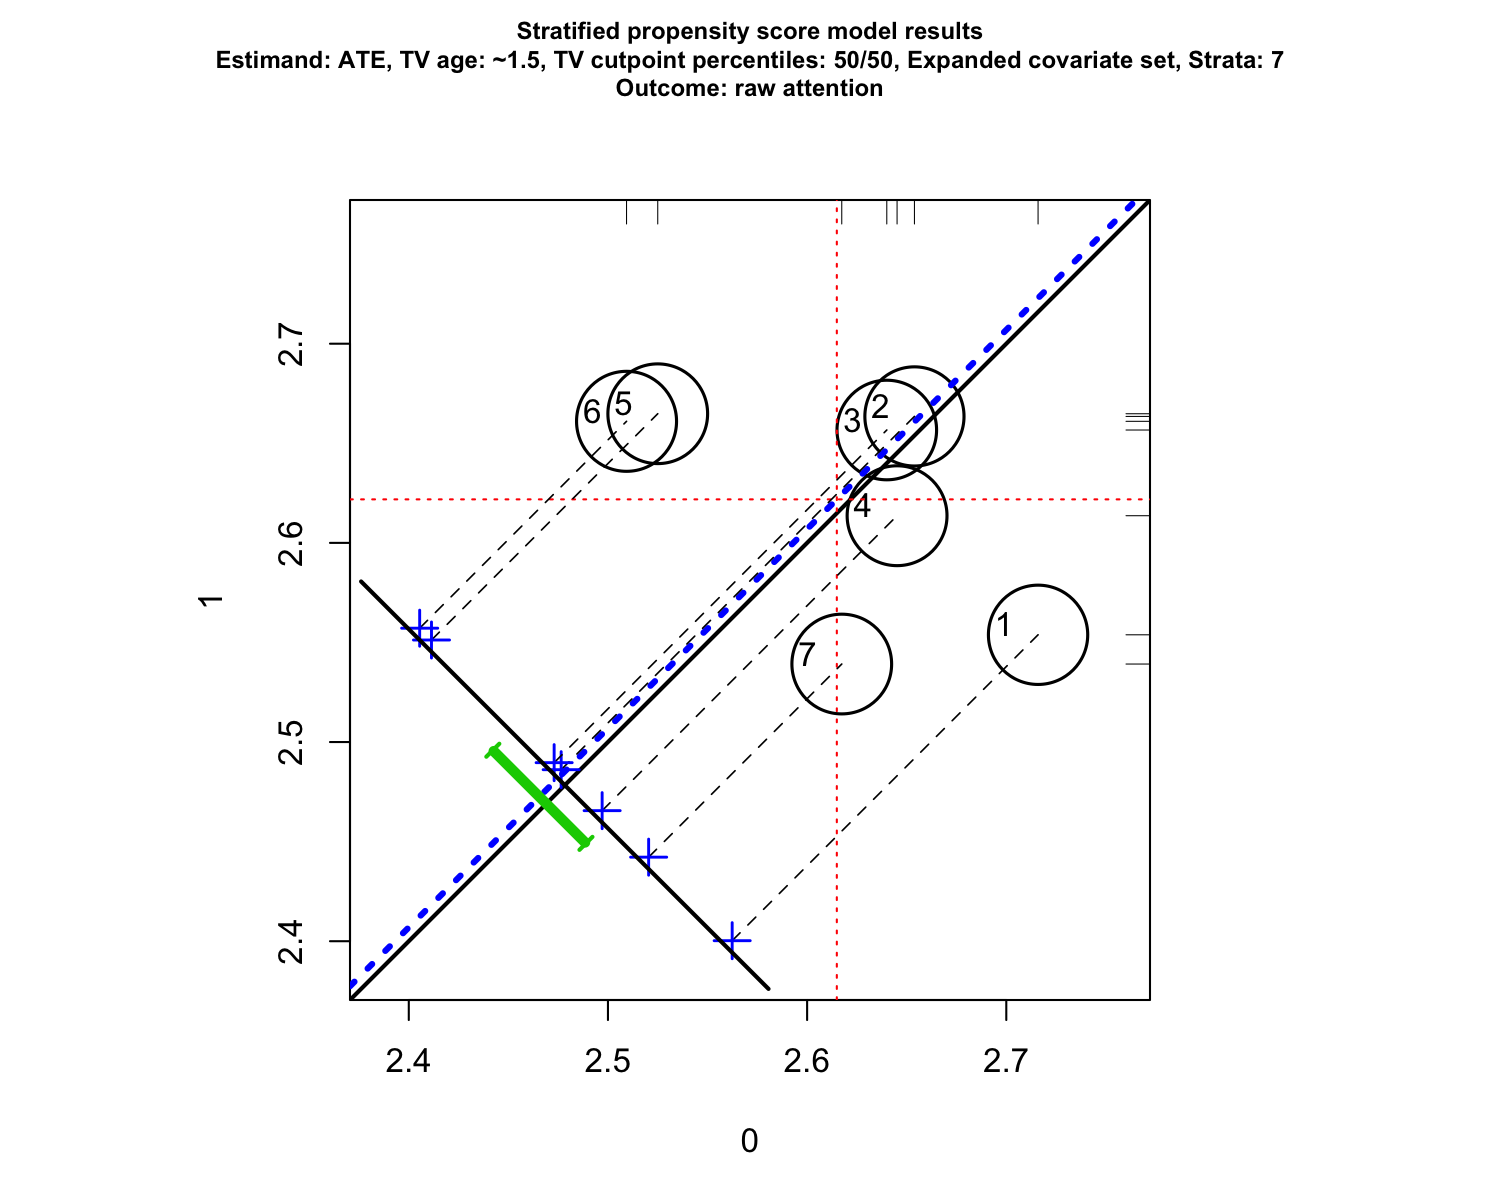 Stratified propensity score model results
Estimand: ATE, TV age: ~1.5, TV cutpoint percentiles: 50/50, Expanded covariate set, Strata: 7
Outcome: raw attention
2.7
6 5
3 2
2.6
4
1
1
7
2.5
2.4
2.4 2.5 2.6 2.7
0